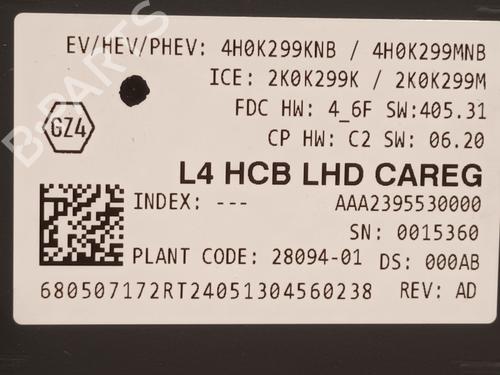 EV/HEV/PHEV: 4H0K299KNB / 4H0K299MNB
ICE: 2K0K299K / 2K0K299M
FDC HW: 4_6F SW:405.31
GZ4
CP HW: C2 SW: 06.20
L4 HCB LHD CAREG
INDEX: --- AAA2395530000
SN: 0015360
PLANT CODE: 28094-01 DS: 000AB
680507172RT24051304560238 REV: AD
B-PARTS